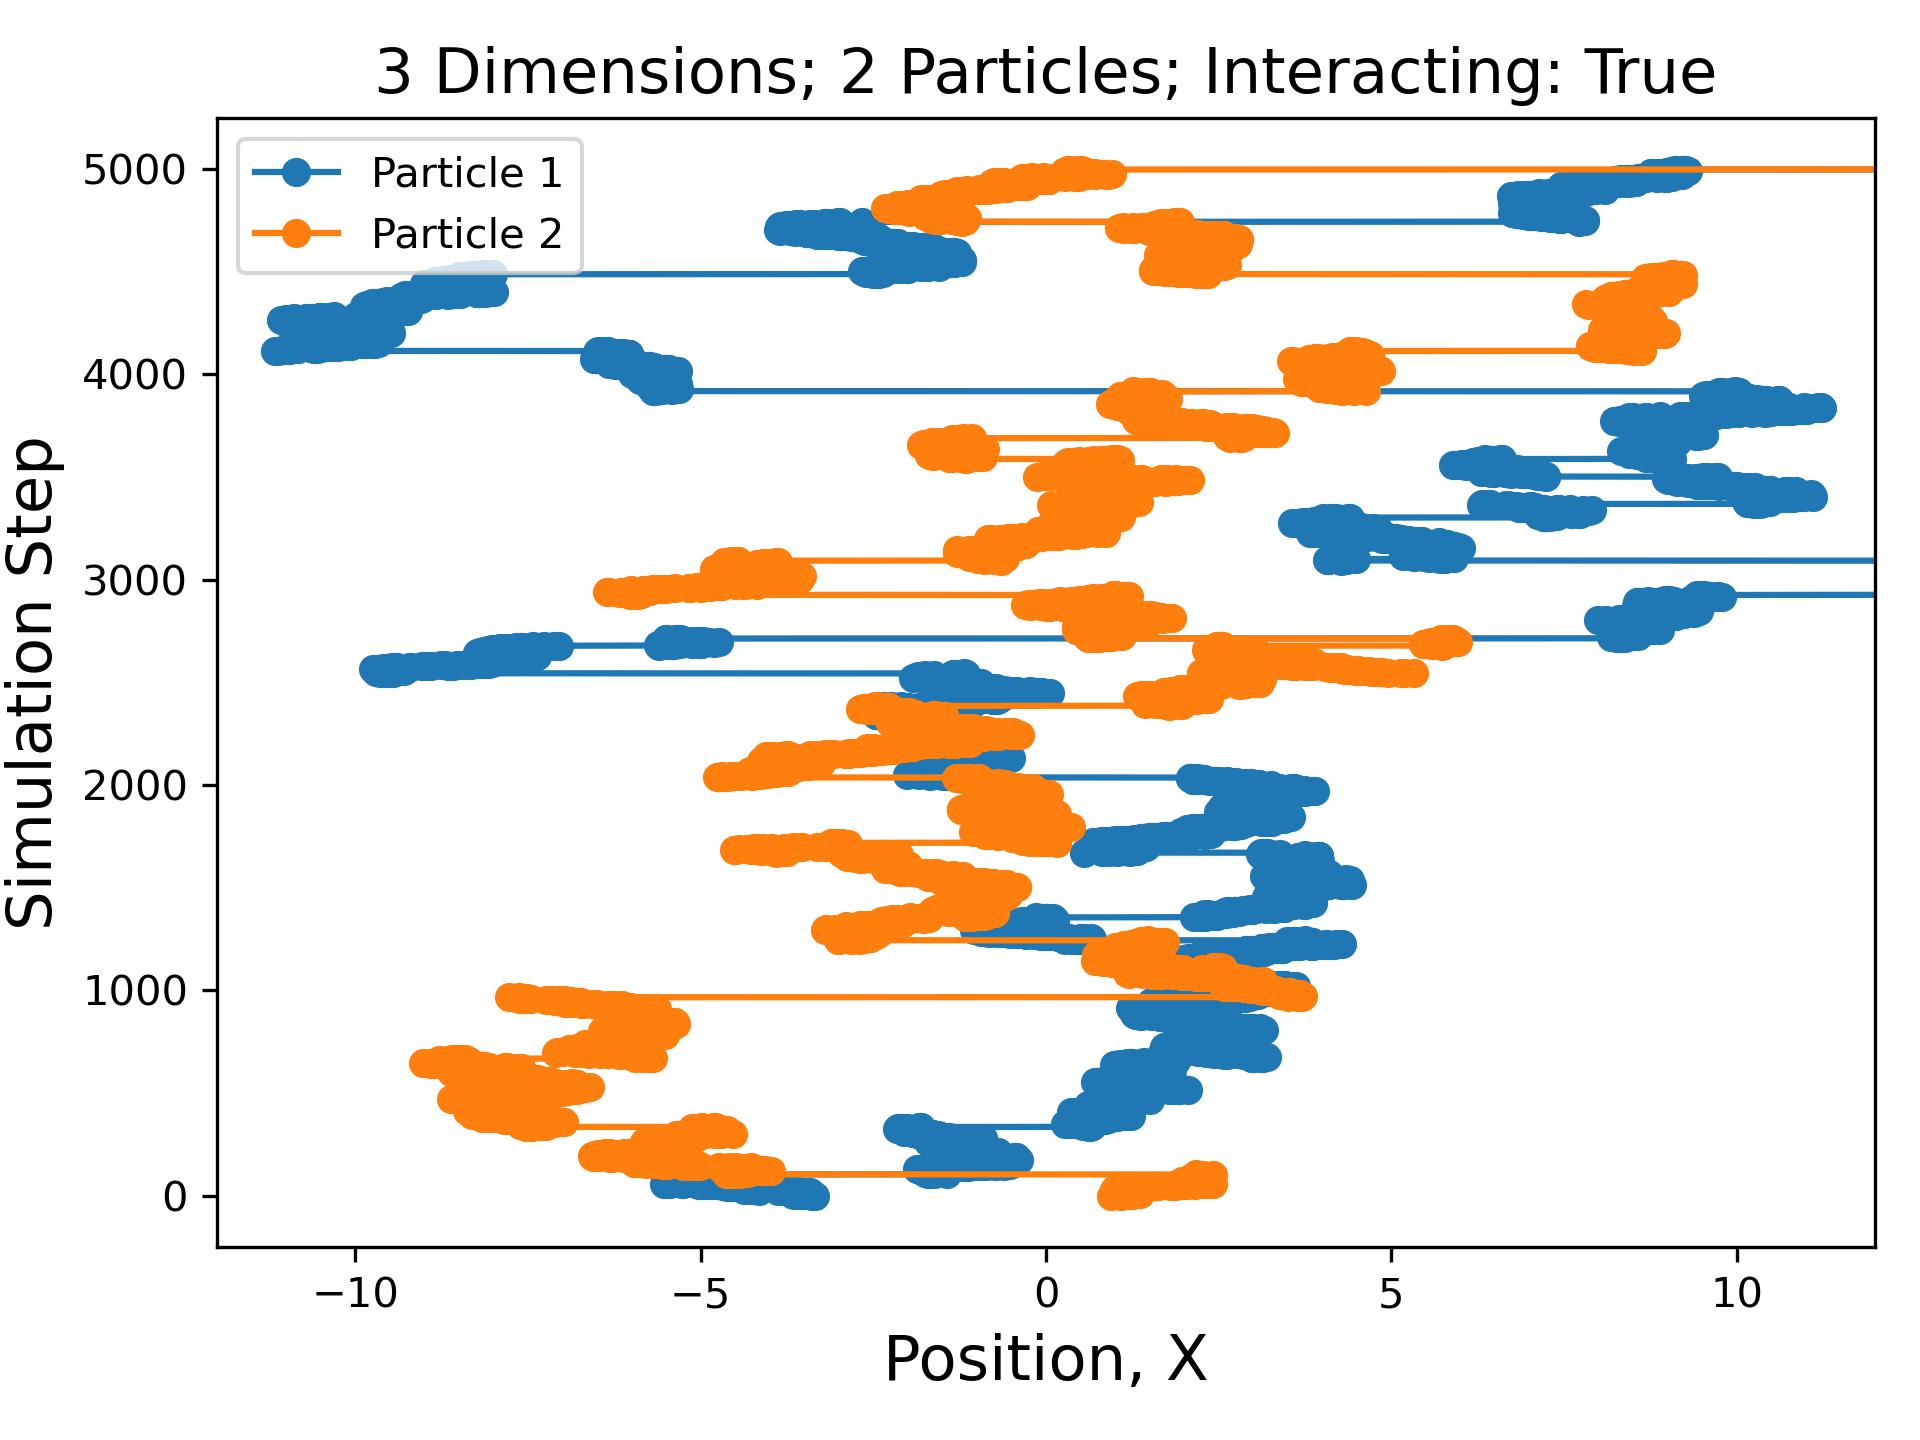 3 Dimensions; 2 Particles; Interacting: True
Particle 1
Particle 2
5000
4000
3000
2000
1000
0
Simulation Step
−10
−5
0
5
10
Position, X